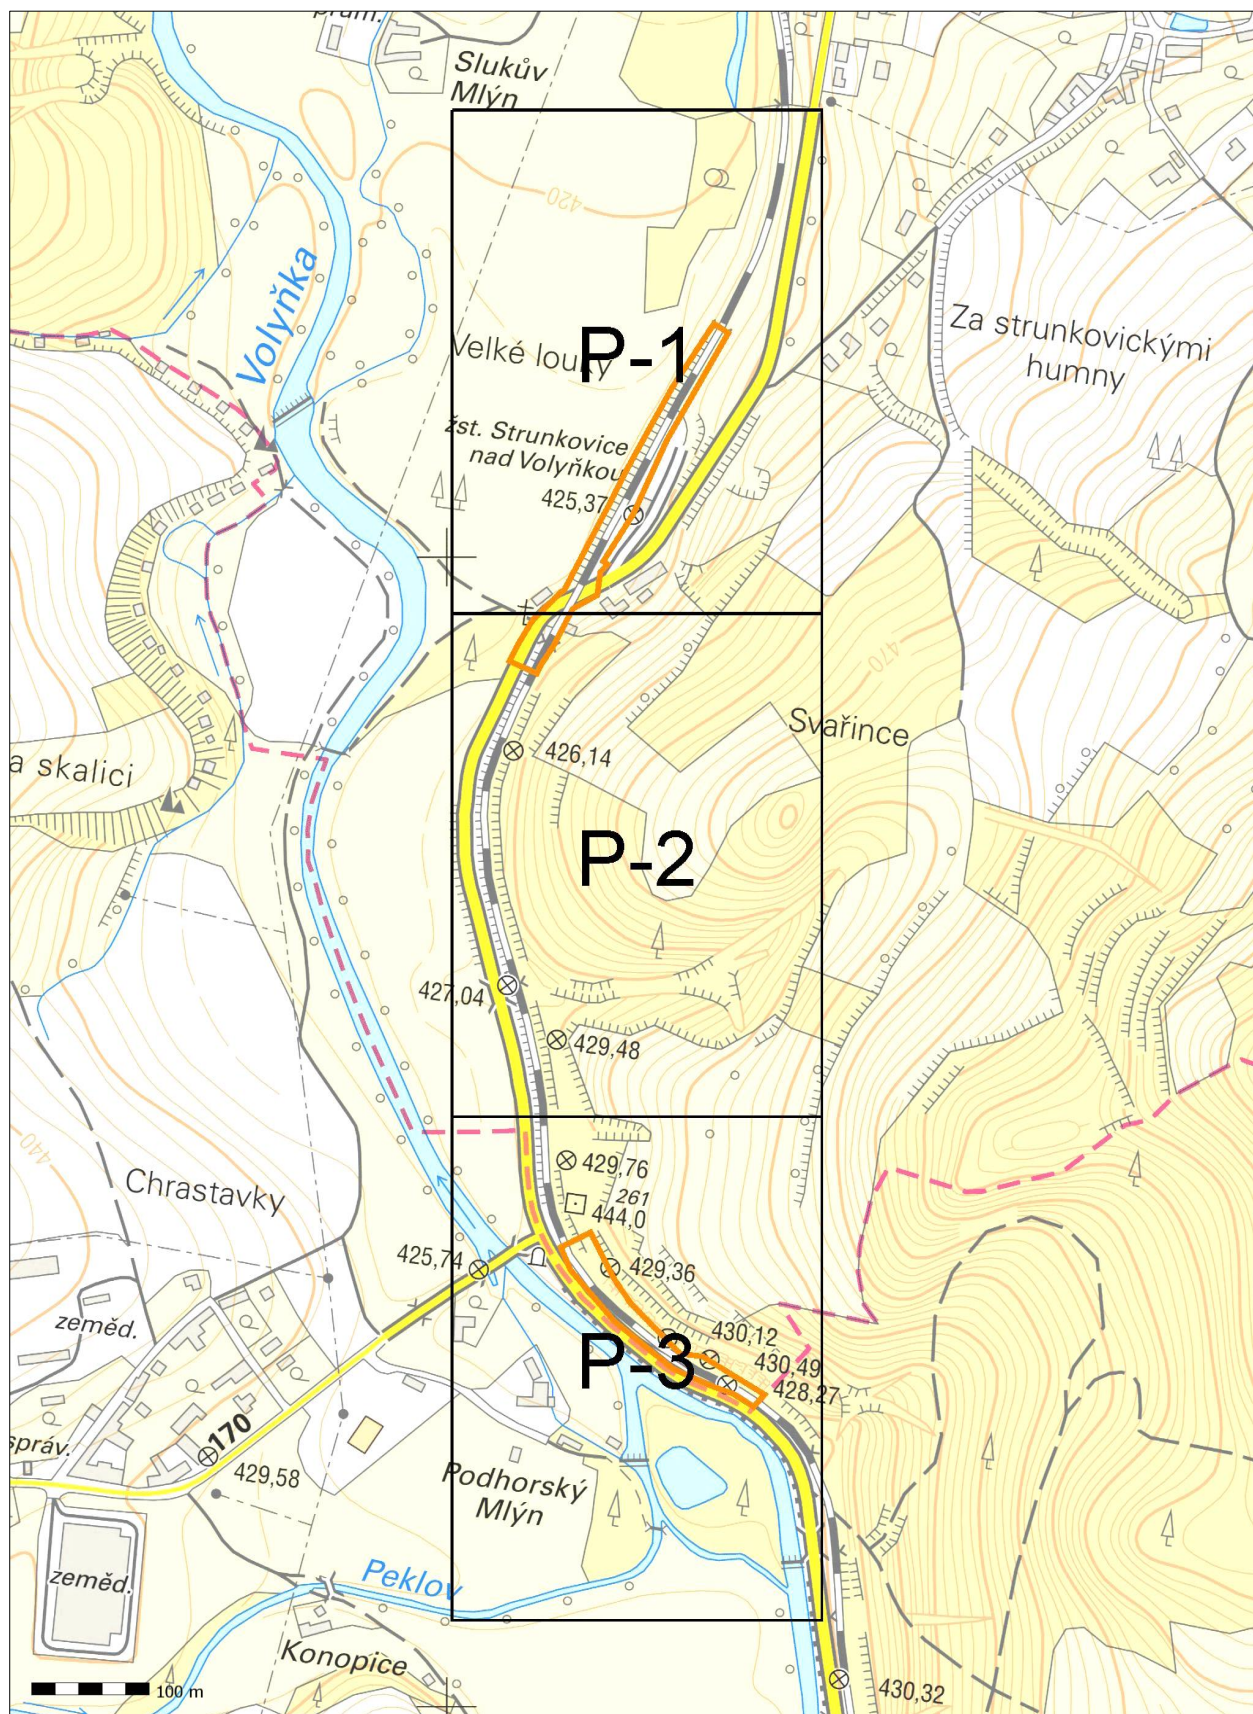 prům.
Slukův
Mlýn
420
Volyňka
Za strunkovickými
humny
Velké louky
P-1
žst. Strunkovice
nad Volyňkou
425,37
470
Svařince
426,14
a skalici
P-2
427,04
429,48
440
Chrastavky
429,76
261
444,0
425,74
429,36
zeměd.
430,12
P-3
430,49
428,27
170
správ.
429,58
Podhorský
Mlýn
zeměd.
Peklov
Konopice
430,32
100 m